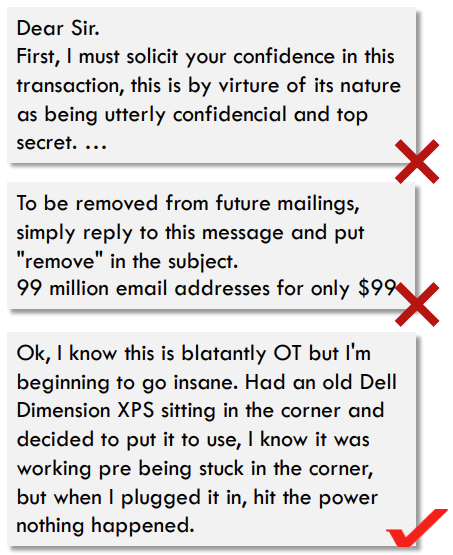 Dear Sir.
First, I must solicit your confidence in this
transaction, this is by virture of its nature
as being utterly confidencial and top
secret. …
To be removed from future mailings,
simply reply to this message and put
"remove" in the subject.
99 million email addresses for only $99
Ok, I know this is blatantly OT but I'm
beginning to go insane. Had an old Dell
Dimension XPS sitting in the corner and
decided to put it to use, I know it was
working pre being stuck in the corner,
but when I plugged it in, hit the power
nothing happened.